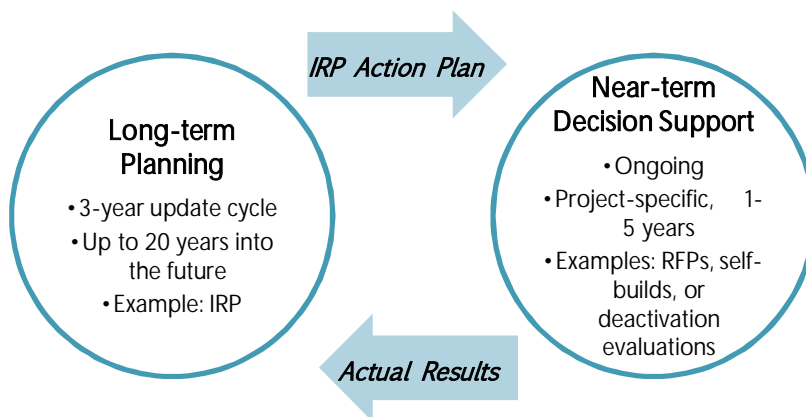 IRP Action Plan
Long-term
Planning
• 3-year update cycle
• Up to 20 years into
the future
• Example: IRP
Near-term
Decision Support
• Ongoing
• Project-specific, 1-
5 years
• Examples: RFPs, self-
builds, or
deactivation
evaluations
Actual Results